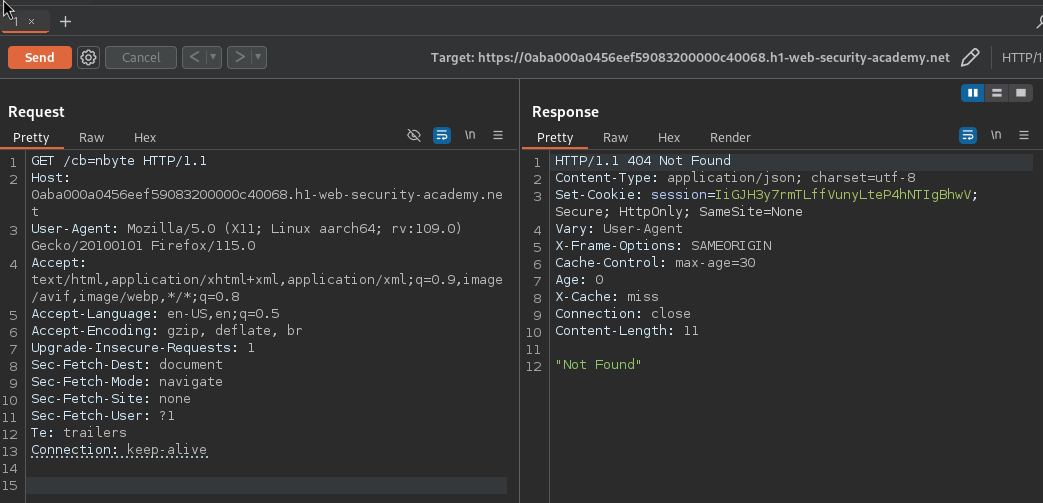 1 ×
+
Send
Cancel
<
>
Target: https://0aba000a0456eef59083200000c40068.h1-web-security-academy.net
HTTP/1
Request
Pretty Raw Hex
\n
1 GET /cb=nbyte HTTP/1.1
2 Host:
0aba000a0456eef59083200000c40068.h1-web-security-academy.ne
t
3 User-Agent: Mozilla/5.0 (X11; Linux aarch64; rv:109.0)
Gecko/20100101 Firefox/115.0
4 Accept:
text/html,application/xhtml+xml,application/xml;q=0.9,image
/avif,image/webp,*/*;q=0.8
5 Accept-Language: en-US,en;q=0.5
6 Accept-Encoding: gzip, deflate, br
7 Upgrade-Insecure-Requests: 1
8 Sec-Fetch-Dest: document
9 Sec-Fetch-Mode: navigate
10 Sec-Fetch-Site: none
11 Sec-Fetch-User: ?1
12 Te: trailers
13 Connection: keep-alive
14
15
Response
Pretty Raw Hex Render
\n
1 HTTP/1.1 404 Not Found
2 Content-Type: application/json; charset=utf-8
3 Set-Cookie: session=IiGJH3y7rmTLffVunyLteP4hNTIgBhwV;
Secure; HttpOnly; SameSite=None
4 Vary: User-Agent
5 X-Frame-Options: SAMEORIGIN
6 Cache-Control: max-age=30
7 Age: 0
8 X-Cache: miss
9 Connection: close
10 Content-Length: 11
11
12 "Not Found"